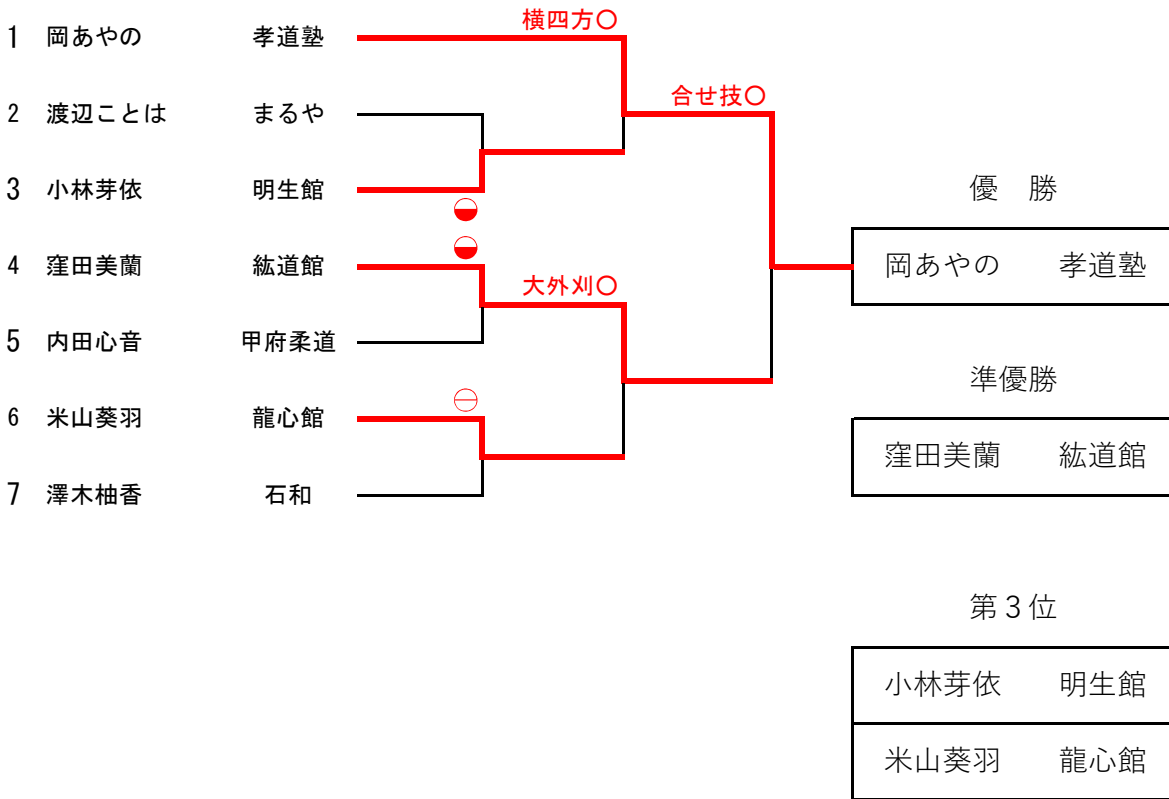 横四方〇
1 岡あやの 孝道塾
合せ技〇
2 渡辺ことは まるや
3 小林芽依 明生館
優 勝
4 窪田美蘭 紘道館
岡あやの 孝道塾
大外刈〇
5 内田心音 甲府柔道
準優勝
6 米山葵羽 龍心館
窪田美蘭 紘道館
7 澤木柚香 石和
第3位
小林芽依 明生館
米山葵羽 龍心館